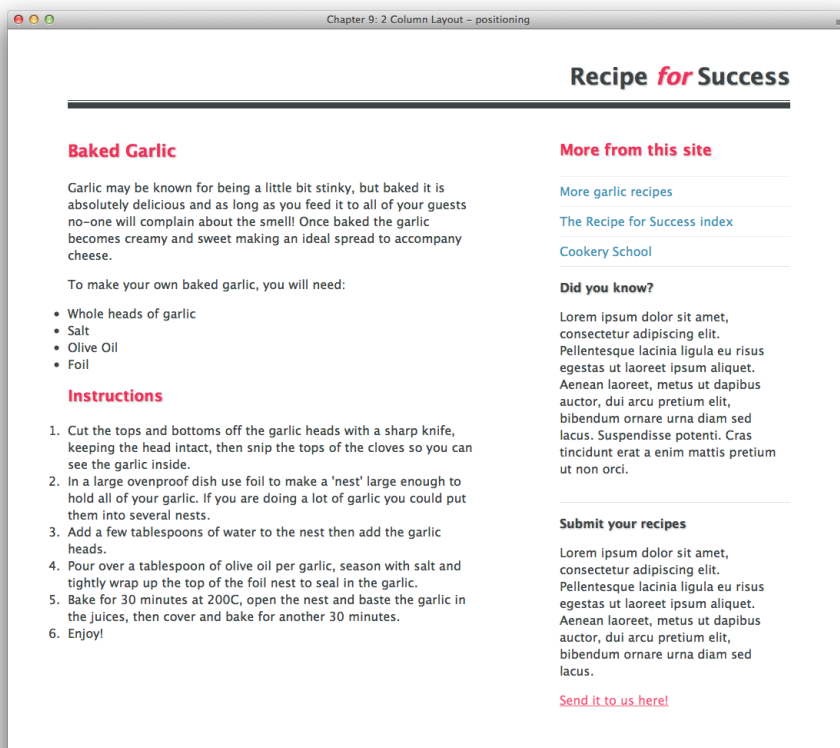 Chapter 9: 2 Column Layout – positioning
Recipe for Success
Baked Garlic
Garlic may be known for being a little bit stinky, but baked it is
absolutely delicious and as long as you feed it to all of your guests
no-one will complain about the smell! Once baked the garlic
becomes creamy and sweet making an ideal spread to accompany
cheese.
To make your own baked garlic, you will need:
• Whole heads of garlic
• Salt
• Olive Oil
• Foil
Instructions
1. Cut the tops and bottoms off the garlic heads with a sharp knife,
keeping the head intact, then snip the tops of the cloves so you can
see the garlic inside.
2. In a large ovenproof dish use foil to make a 'nest' large enough to
hold all of your garlic. If you are doing a lot of garlic you could put
them into several nests.
3. Add a few tablespoons of water to the nest then add the garlic
heads.
4. Pour over a tablespoon of olive oil per garlic, season with salt and
tightly wrap up the top of the foil nest to seal in the garlic.
5. Bake for 30 minutes at 200C, open the nest and baste the garlic in
the juices, then cover and bake for another 30 minutes.
6. Enjoy!
More from this site
More garlic recipes
The Recipe for Success index
Cookery School
Did you know?
Lorem ipsum dolor sit amet,
consectetur adipiscing elit.
Pellentesque lacinia ligula eu risus
egestas ut laoreet ipsum aliquet.
Aenean laoreet, metus ut dapibus
auctor, dui arcu pretium elit,
bibendum ornare urna diam sed
lacus. Suspendisse potenti. Cras
tincidunt erat a enim mattis pretium
ut non orci.
Submit your recipes
Lorem ipsum dolor sit amet,
consectetur adipiscing elit.
Pellentesque lacinia ligula eu risus
egestas ut laoreet ipsum aliquet.
Aenean laoreet, metus ut dapibus
auctor, dui arcu pretium elit,
bibendum ornare urna diam sed
lacus.
Send it to us here!